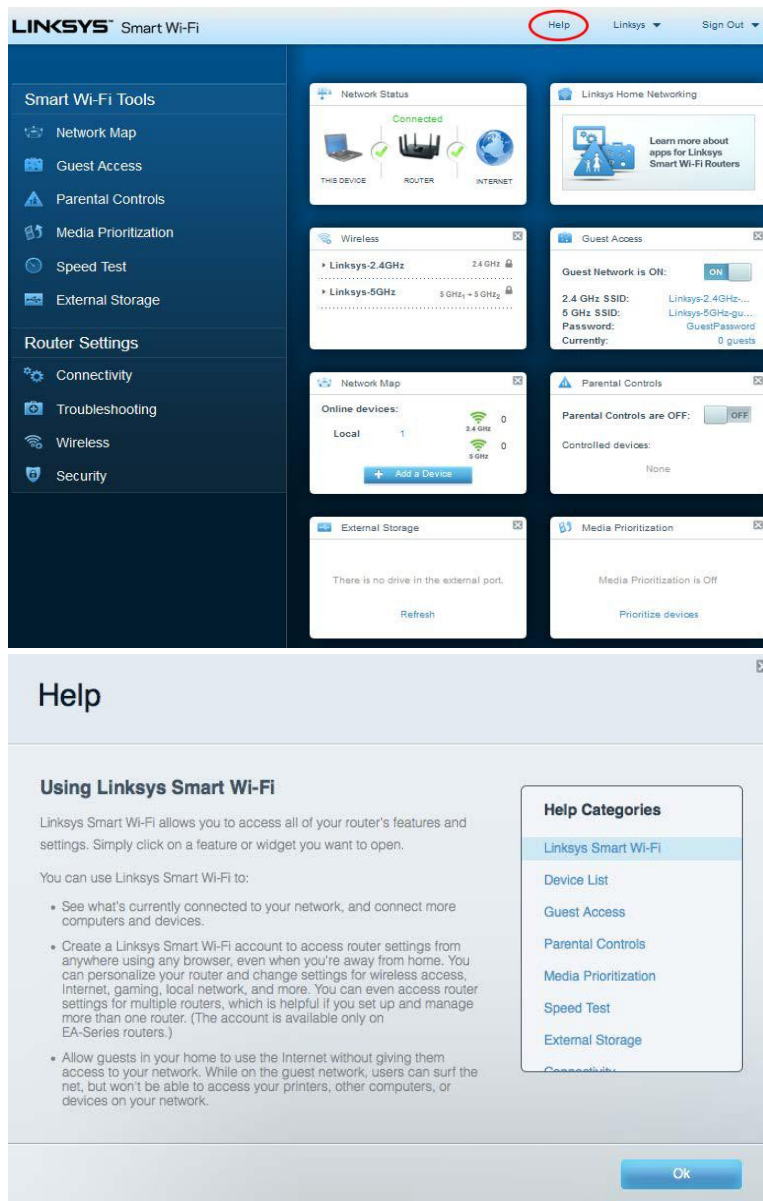 LINKSYS Smart Wi-Fi
Help Linksys Sign Out
Smart Wi-Fi Tools
Network Map
Guest Access
Parental Controls
Media Prioritization
Speed Test
External Storage
Router Settings
Connectivity
Troubleshooting
Wireless
Security
Network Status
Connected
THIS DEVICE ROUTER INTERNET
Linksys Home Networking
Learn more about
apps for Linksys
Smart Wi-Fi Routers
Wireless
Linksys-2.4GHz 2.4 GHz
Linksys-5GHz 5 GHz1 + 5 GHz2
Guest Access
Guest Network is ON: ON
2.4 GHz SSID: Linksys-2.4GHz-...
5 GHz SSID: Linksys-5GHz-gu...
Password: GuestPassword
Currently: 0 guests
Network Map
Online devices:
Local 1
0
2.4 GHz
0
5 GHz
+ Add a Device
Parental Controls
Parental Controls are OFF: OFF
Controlled devices:
None
External Storage
There is no drive in the external port.
Refresh
Media Prioritization
Media Prioritization is Off
Prioritize devices
Help
Using Linksys Smart Wi-Fi
Linksys Smart Wi-Fi allows you to access all of your router's features and
settings. Simply click on a feature or widget you want to open.
You can use Linksys Smart Wi-Fi to:
• See what's currently connected to your network, and connect more
computers and devices.
• Create a Linksys Smart Wi-Fi account to access router settings from
anywhere using any browser, even when you're away from home. You
can personalize your router and change settings for wireless access,
Internet, gaming, local network, and more. You can even access router
settings for multiple routers, which is helpful if you set up and manage
more than one router. (The account is available only on
EA-Series routers.)
• Allow guests in your home to use the Internet without giving them
access to your network. While on the guest network, users can surf the
net, but won't be able to access your printers, other computers, or
devices on your network.
Help Categories
Linksys Smart Wi-Fi
Device List
Guest Access
Parental Controls
Media Prioritization
Speed Test
External Storage
Connectivity
Ok